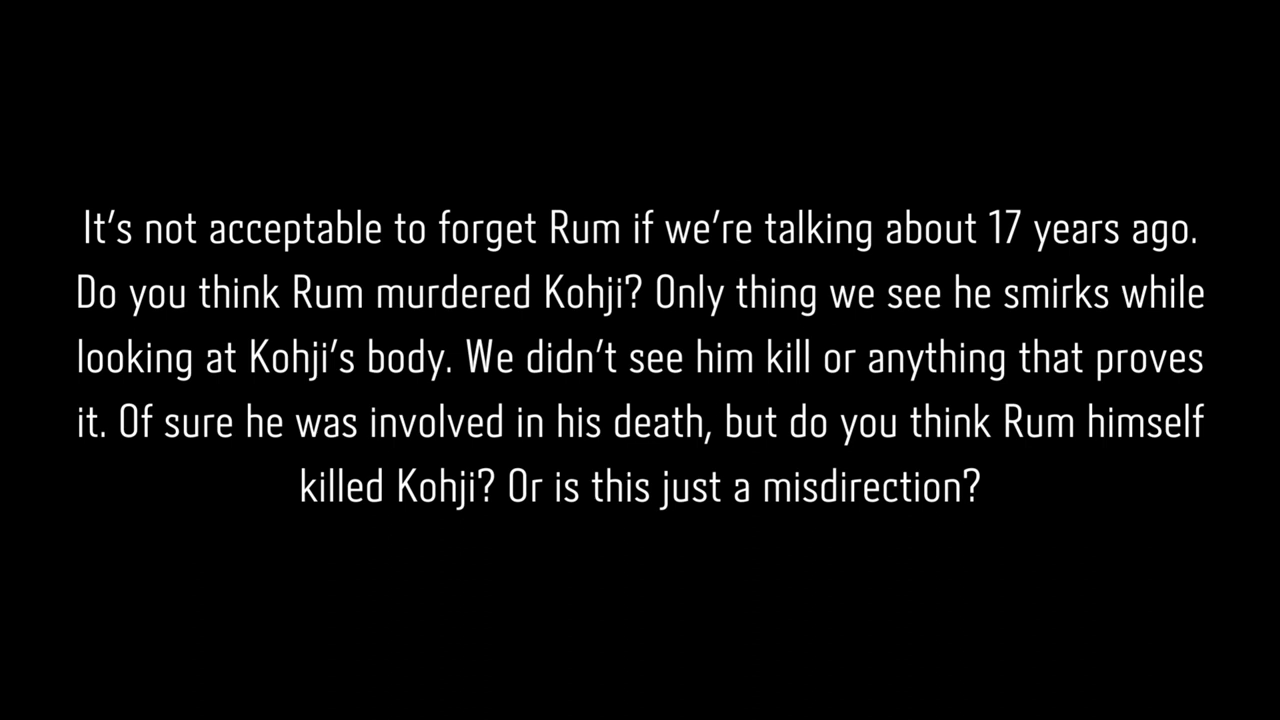 It's not acceptable to forget Rum if we're talking about 17 years ago.
Do you think Rum murdered Kohji? Only thing we see he smirks while
looking at Kohji's body. We didn't see him kill or anything that proves
it. Of sure he was involved in his death, but do you think Rum himself
killed Kohji? Or is this just a misdirection?